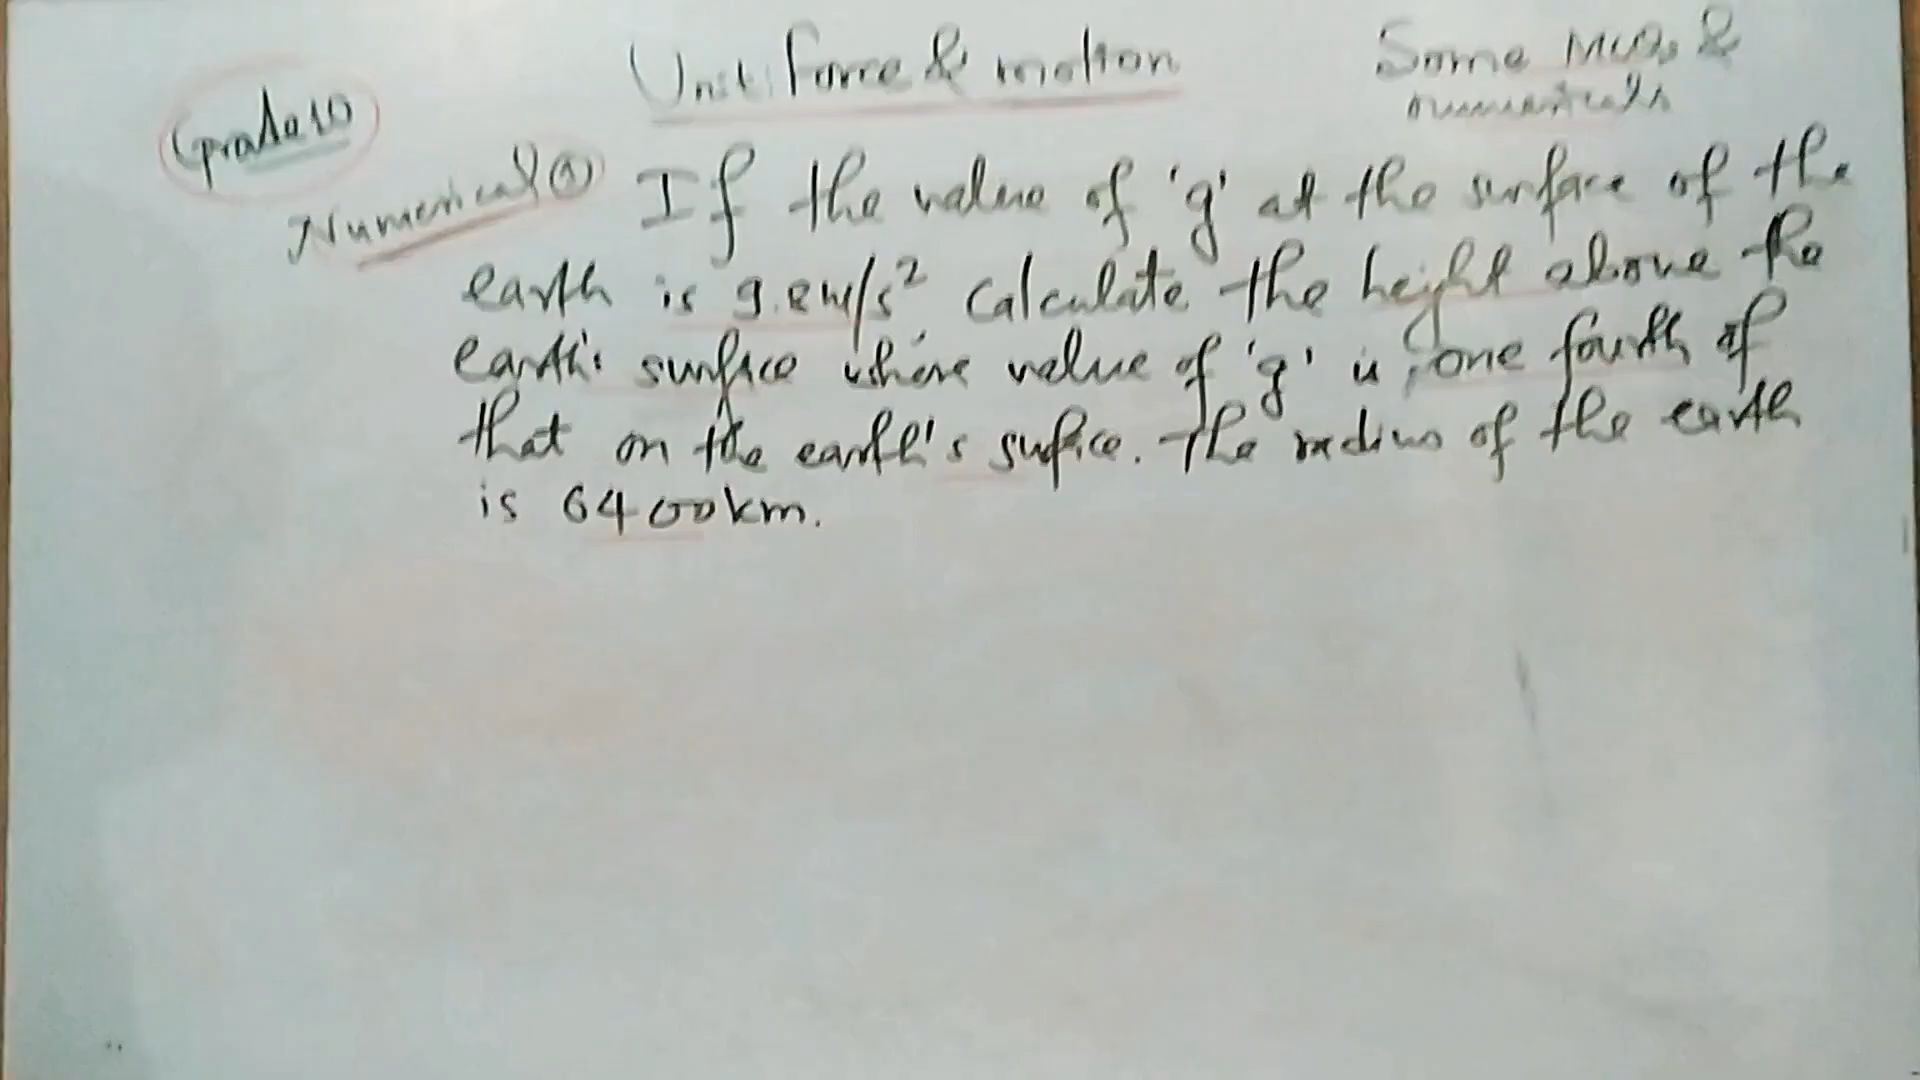 Unit: Force & motion
Some MCQs &
numericals
Grade 10
Numerical ① If the value of 'g' at the surface of the
earth is 9.8 m/s² calculate the height above the
earth's surface where value of 'g' is one fourth of
that on the earth's surfice. The radius of the earth
is 6400km.